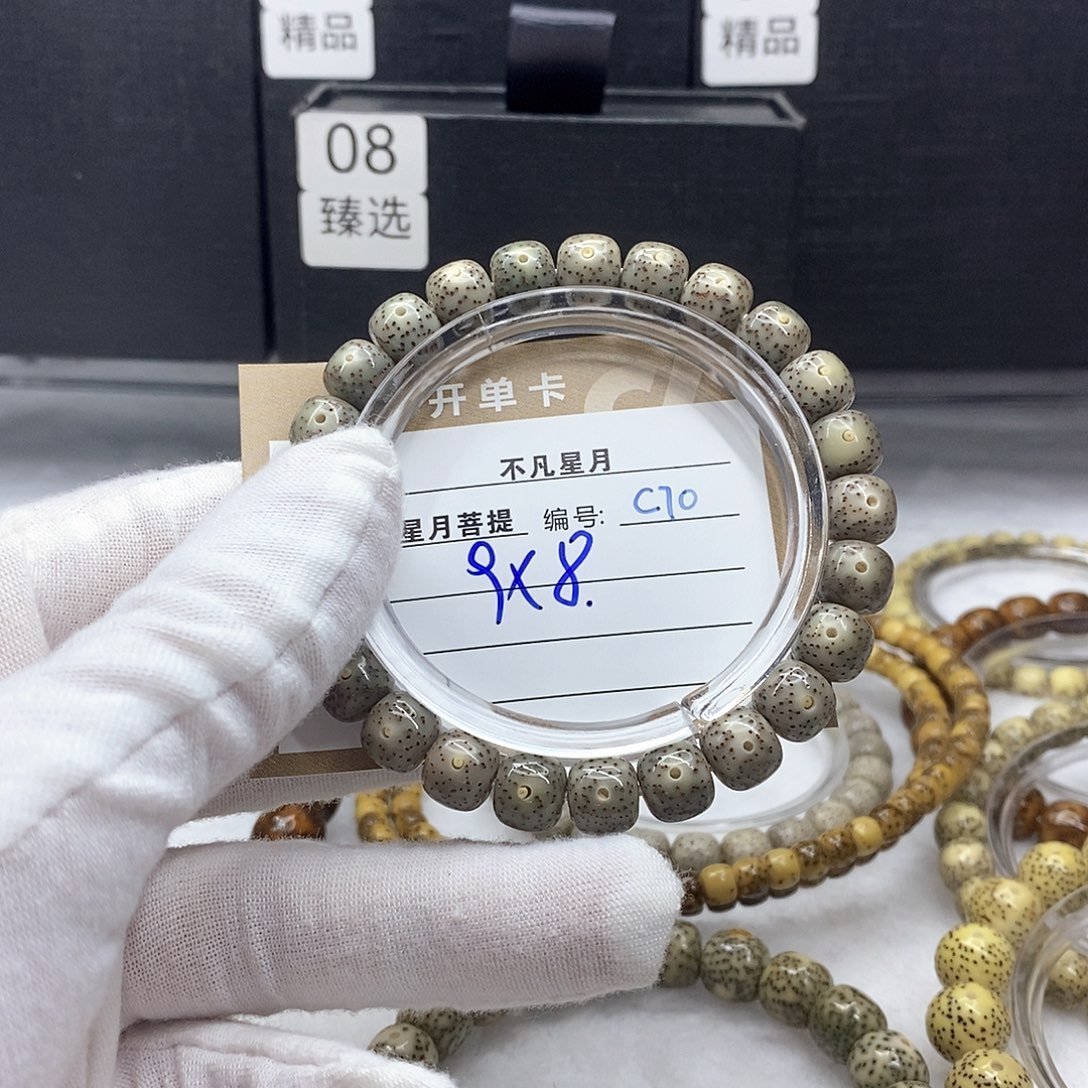 精品
精品
08
臻选
开单卡
不凡星月
星月菩提 编号: C70
9X8.